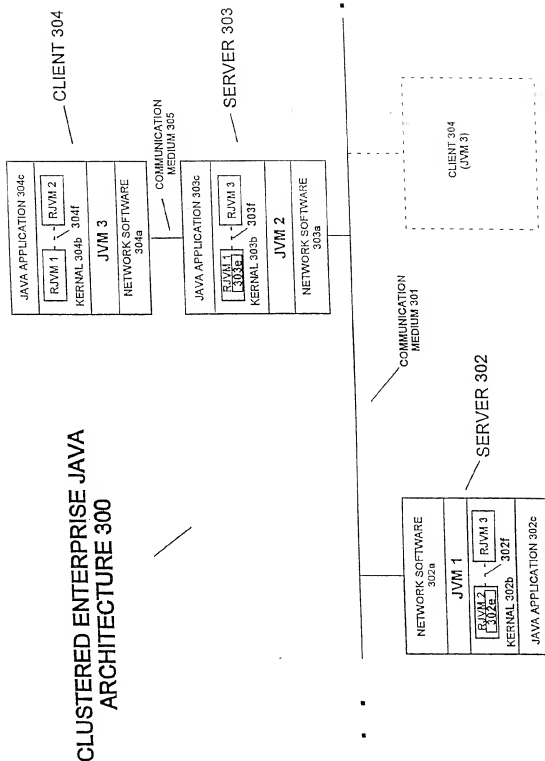 CLUSTERED ENTERPRISE JAVA
ARCHITECTURE 300
CLIENT 304
JAVA APPLICATION 304c
RJVM 1
RJVM 2
304f
KERNAL 304b
JVM 3
NETWORK SOFTWARE
304a
COMMUNICATION
MEDIUM 305
SERVER 303
JAVA APPLICATION 303c
RJVM 1
303e
RJVM 3
303f
KERNAL 303b
JVM 2
NETWORK SOFTWARE
303a
COMMUNICATION
MEDIUM 301
CLIENT 304
(JVM 3)
SERVER 302
NETWORK SOFTWARE
302a
JVM 1
RJVM 2
302e
RJVM 3
302f
KERNAL 302b
JAVA APPLICATION 302c